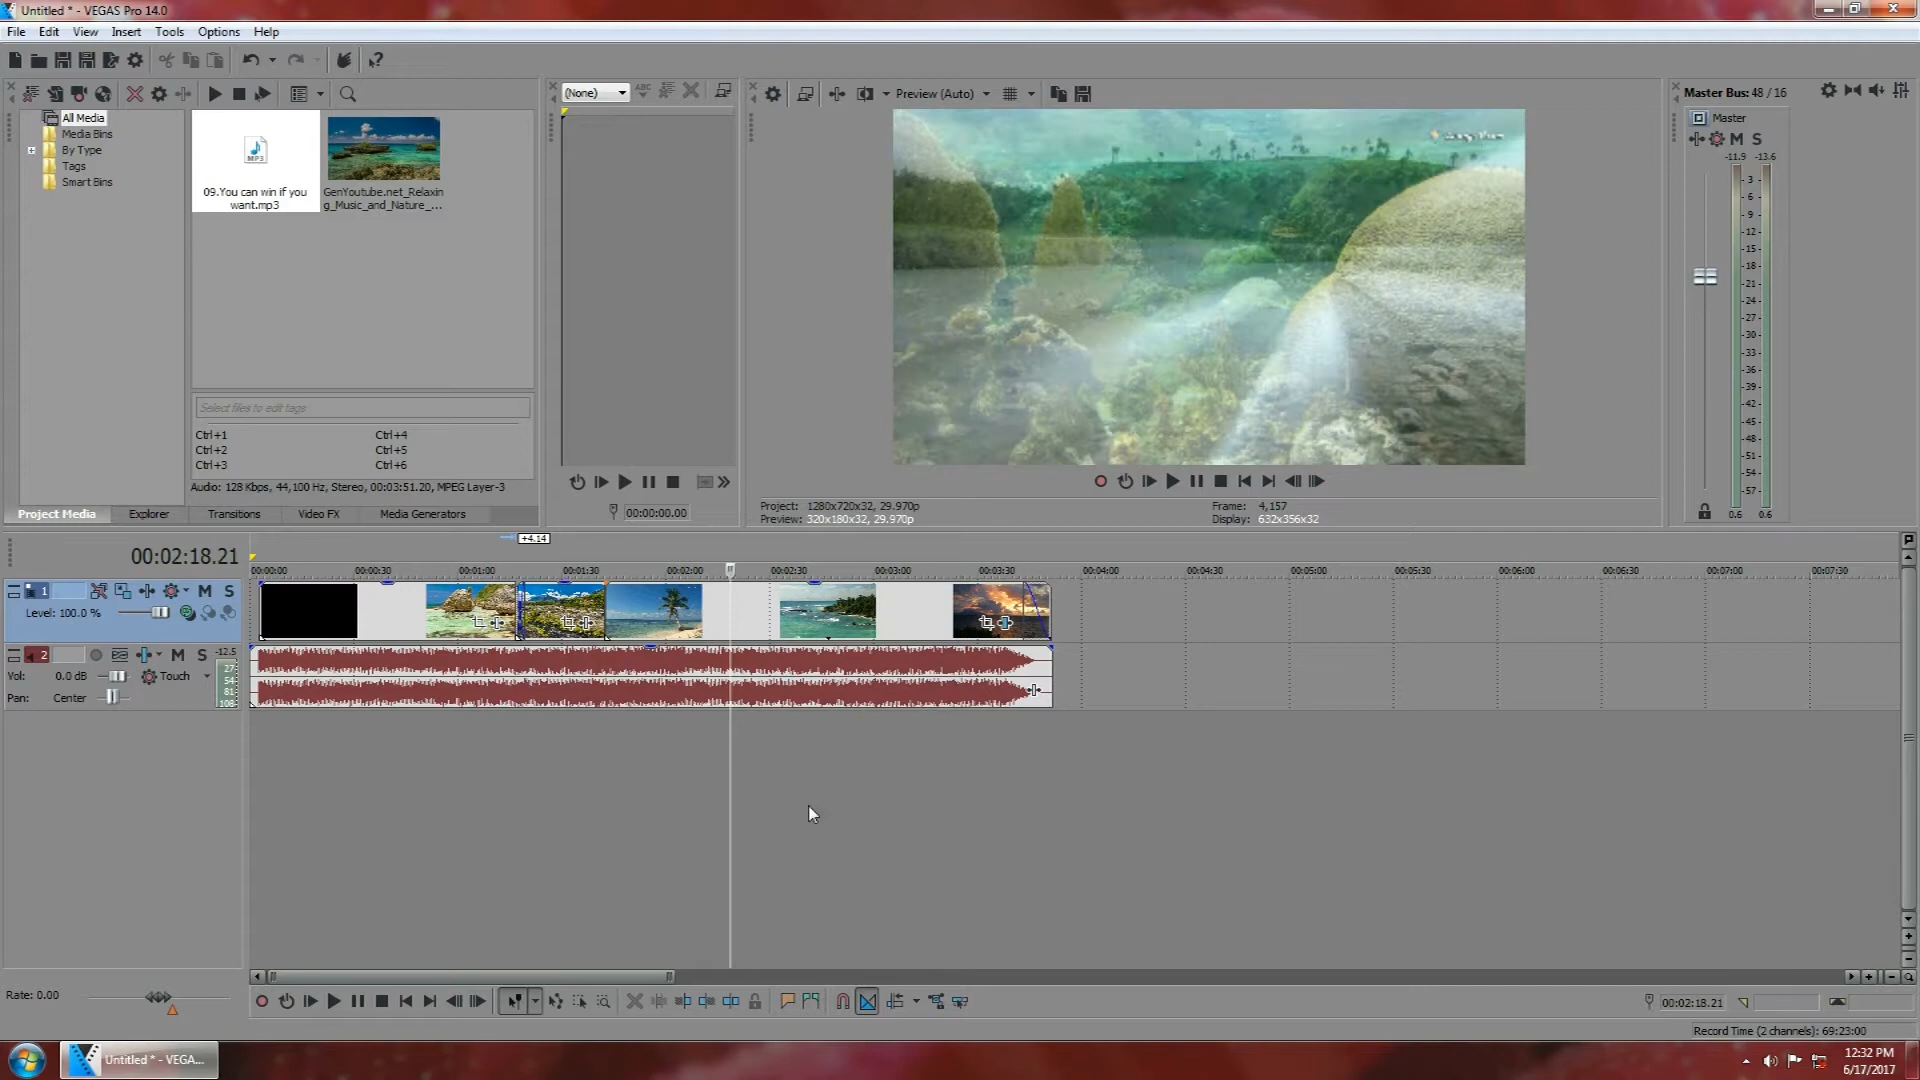 Untitled * - VEGAS Pro 14.0
File Edit View Insert Tools Options Help
(None)
Preview (Auto)
Master Bus: 48 / 16
All Media
Media Bins
By Type
Tags
Smart Bins
MP3
09.You can win if you
want.mp3
GenYoutube.net_Relaxin
g_Music_and_Nature_...
Master
M S
-11.9 -13.6
3
6
9
12
15
18
21
24
27
30
33
36
39
42
45
48
51
54
57
0.6 0.6
Select files to edit tags
Ctrl+1 Ctrl+4
Ctrl+2 Ctrl+5
Ctrl+3 Ctrl+6
Audio: 128 Kbps, 44,100 Hz, Stereo, 00:03:51.20, MPEG Layer-3
Project Media Explorer Transitions Video FX Media Generators
00:00:00.00
Project: 1280x720x32, 29.970p
Preview: 320x180x32, 29.970p
Frame: 4,157
Display: 632x356x32
+4.14
00:02:18.21
00:00:00 00:00:30 00:01:00 00:01:30 00:02:00 00:02:30 00:03:00 00:03:30 00:04:00 00:04:30 00:05:00 00:05:30 00:06:00 00:06:30 00:07:00 00:07:30
1 M S
Level: 100.0 %
2 M S -12.5
Vol: 0.0 dB Touch
Pan: Center
27
54
81
108
Rate: 0.00
00:02:18.21
Record Time (2 channels): 69:23:00
Untitled * - VEGA...
12:32 PM
6/17/2017